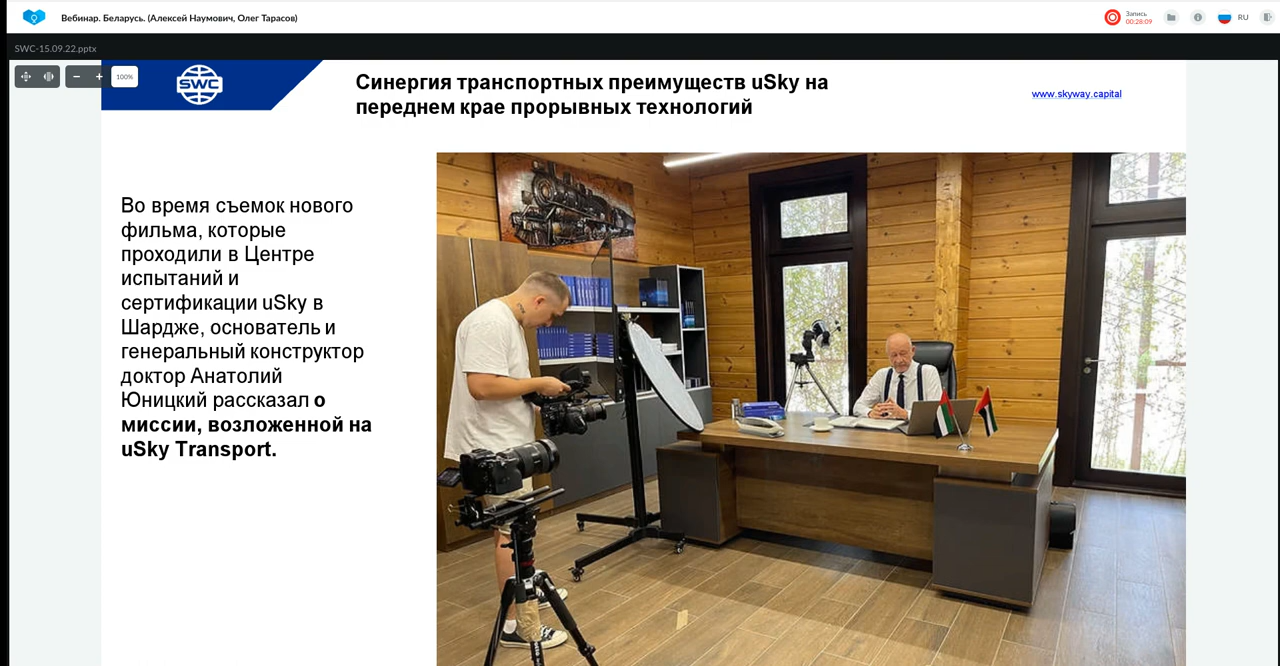 Вебинар. Беларусь. (Алексей Наумович, Олег Тарасов)
Запись
00:28:09
RU
SWC-15.09.22.pptx
100%
SWC
Синергия транспортных преимуществ uSky на
переднем крае прорывных технологий
www.skyway.capital
Во время съемок нового
фильма, которые
проходили в Центре
испытаний и
сертификации uSky в
Шардже, основатель и
генеральный конструктор
доктор Анатолий
Юницкий рассказал о
миссии, возложенной на
uSky Transport.